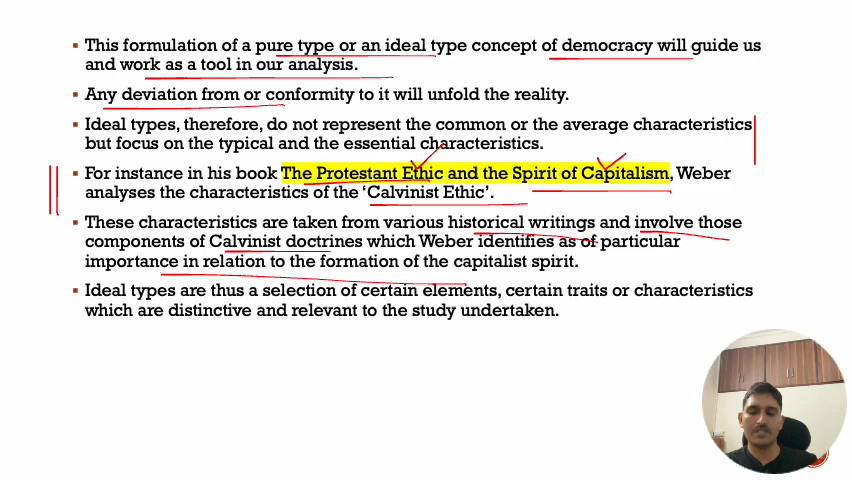 ▪ This formulation of a pure type or an ideal type concept of democracy will guide us
and work as a tool in our analysis.
▪ Any deviation from or conformity to it will unfold the reality.
▪ Ideal types, therefore, do not represent the common or the average characteristics
but focus on the typical and the essential characteristics.
▪ For instance in his book The Protestant Ethic and the Spirit of Capitalism, Weber
analyses the characteristics of the ‘Calvinist Ethic’.
▪ These characteristics are taken from various historical writings and involve those
components of Calvinist doctrines which Weber identifies as of particular
importance in relation to the formation of the capitalist spirit.
▪ Ideal types are thus a selection of certain elements, certain traits or characteristics
which are distinctive and relevant to the study undertaken.